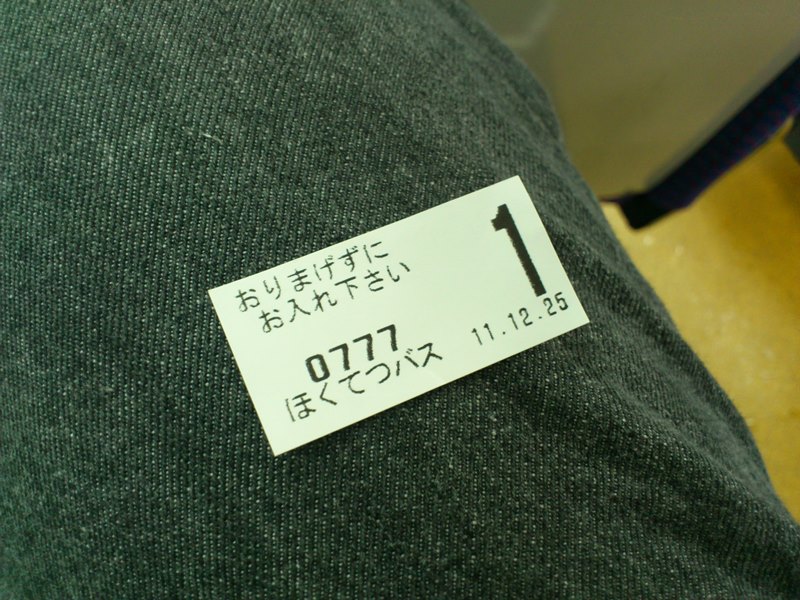 おりまげずに
お入れ下さい
1
0777
11.12.25
ほくてつバス